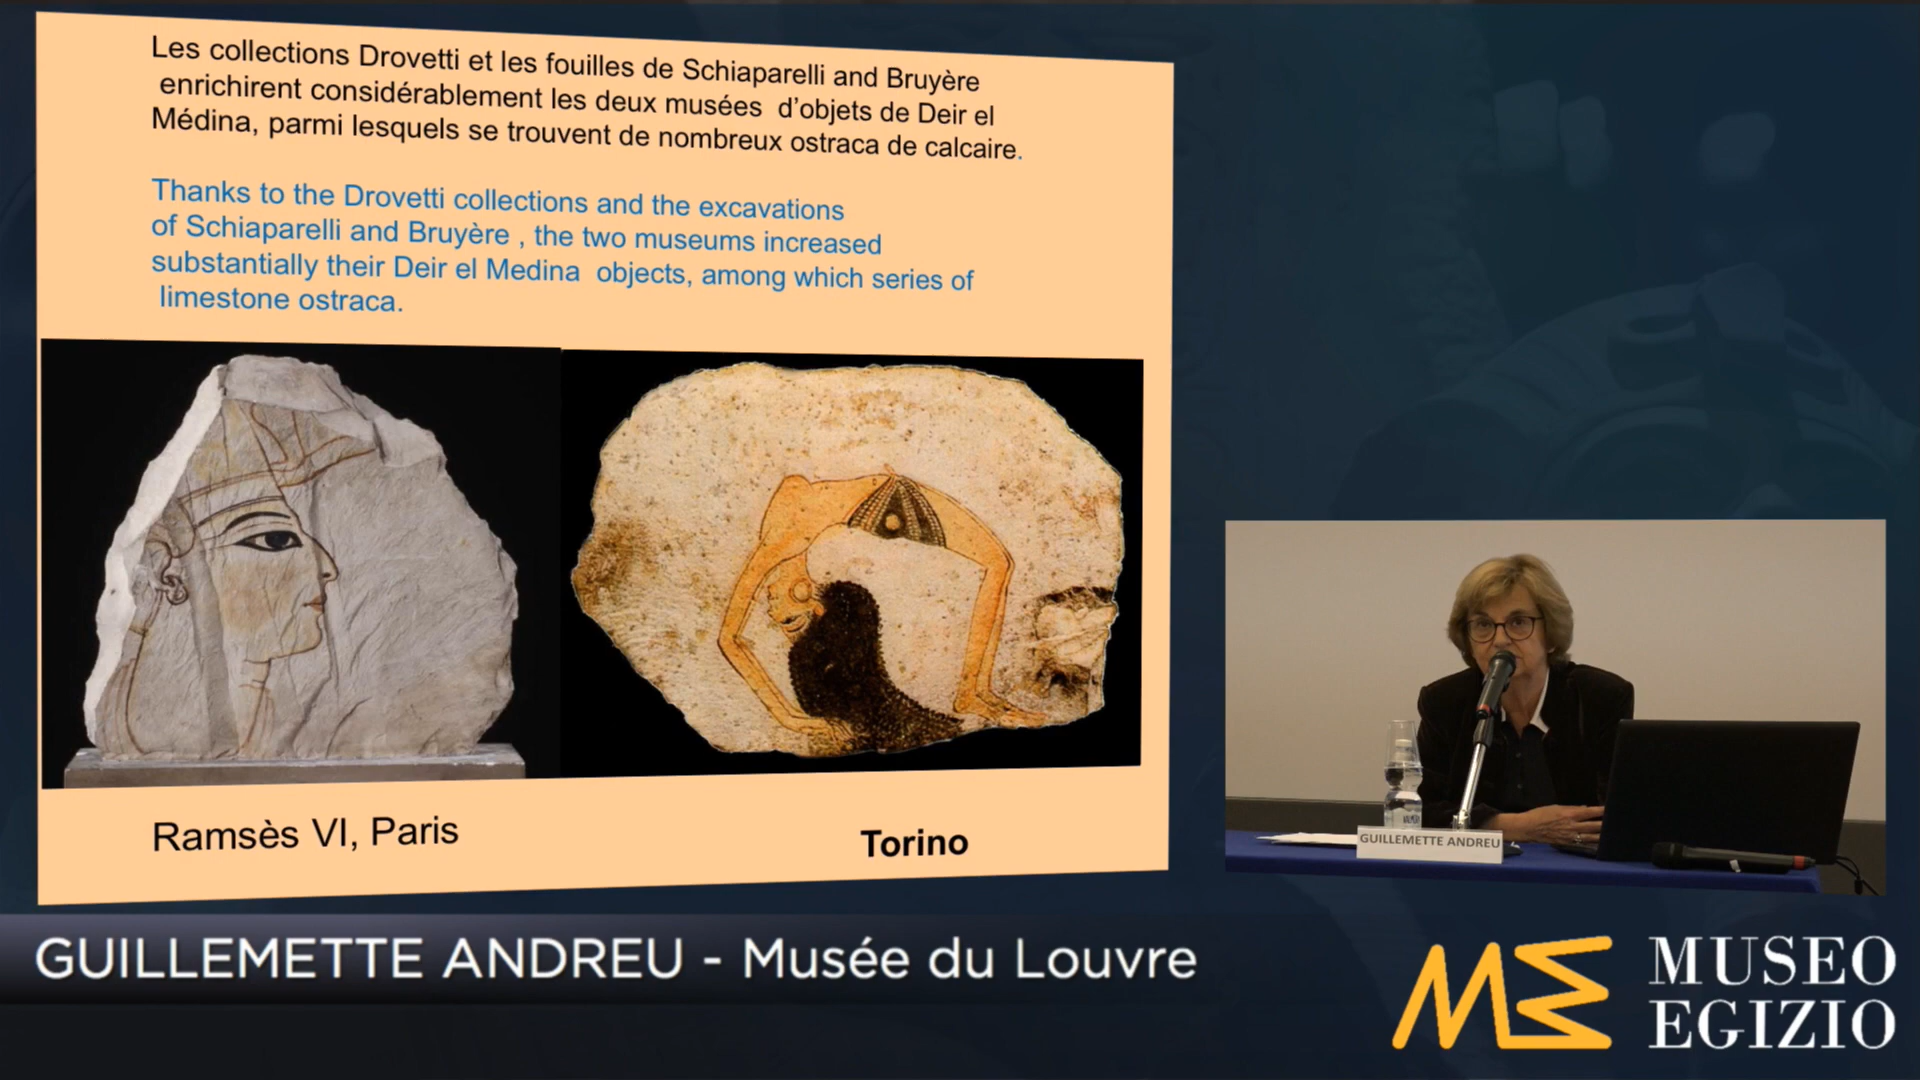 Les collections Drovetti et les fouilles de Schiaparelli and Bruyère
enrichirent considérablement les deux musées d’objets de Deir el
Médina, parmi lesquels se trouvent de nombreux ostraca de calcaire.
Thanks to the Drovetti collections and the excavations
of Schiaparelli and Bruyère , the two museums increased
substantially their Deir el Medina objects, among which series of
limestone ostraca.
Ramsès VI, Paris
Torino
GUILLEMETTE ANDREU
GUILLEMETTE ANDREU - Musée du Louvre
ME
MUSEO
EGIZIO